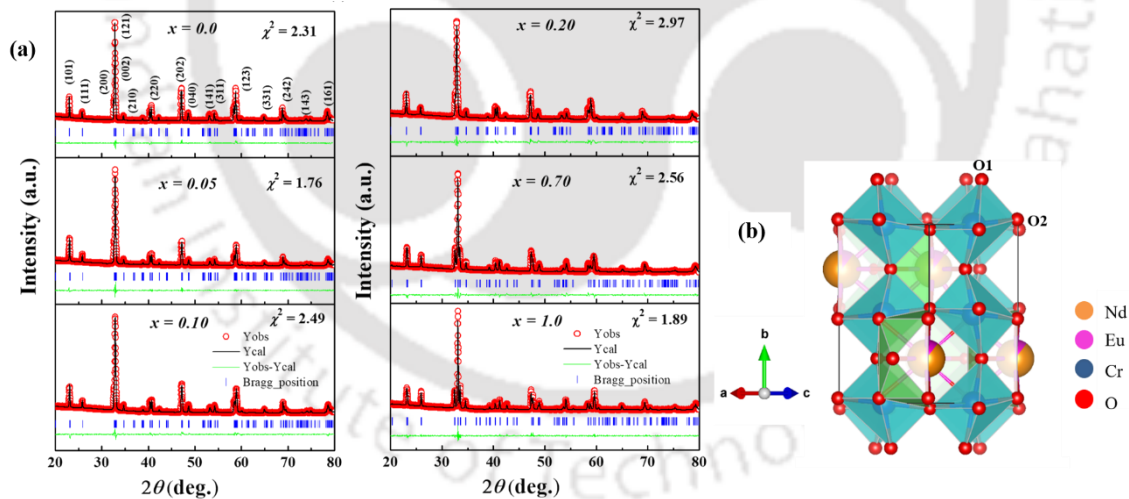 (a)
x = 0.0
χ² = 2.31
(101)
(111)
(200)
(121)
(002)
(210)
(220)
(202)
(040)
(141)
(311)
(123)
(331)
(242)
(143)
(161)
x = 0.05
χ² = 1.76
x = 0.10
χ² = 2.49
Yobs
Ycal
Yobs-Ycal
Bragg_position
Intensity (a.u.)
20 30 40 50 60 70 80
2θ (deg.)
x = 0.20
χ² = 2.97
x = 0.70
χ² = 2.56
x = 1.0
χ² = 1.89
Yobs
Ycal
Yobs-Ycal
Bragg_position
Intensity (a.u.)
20 30 40 50 60 70 80
2θ (deg.)
(b)
O1
O2
b
a
c
Nd
Eu
Cr
O
Institute of Techno
ahati